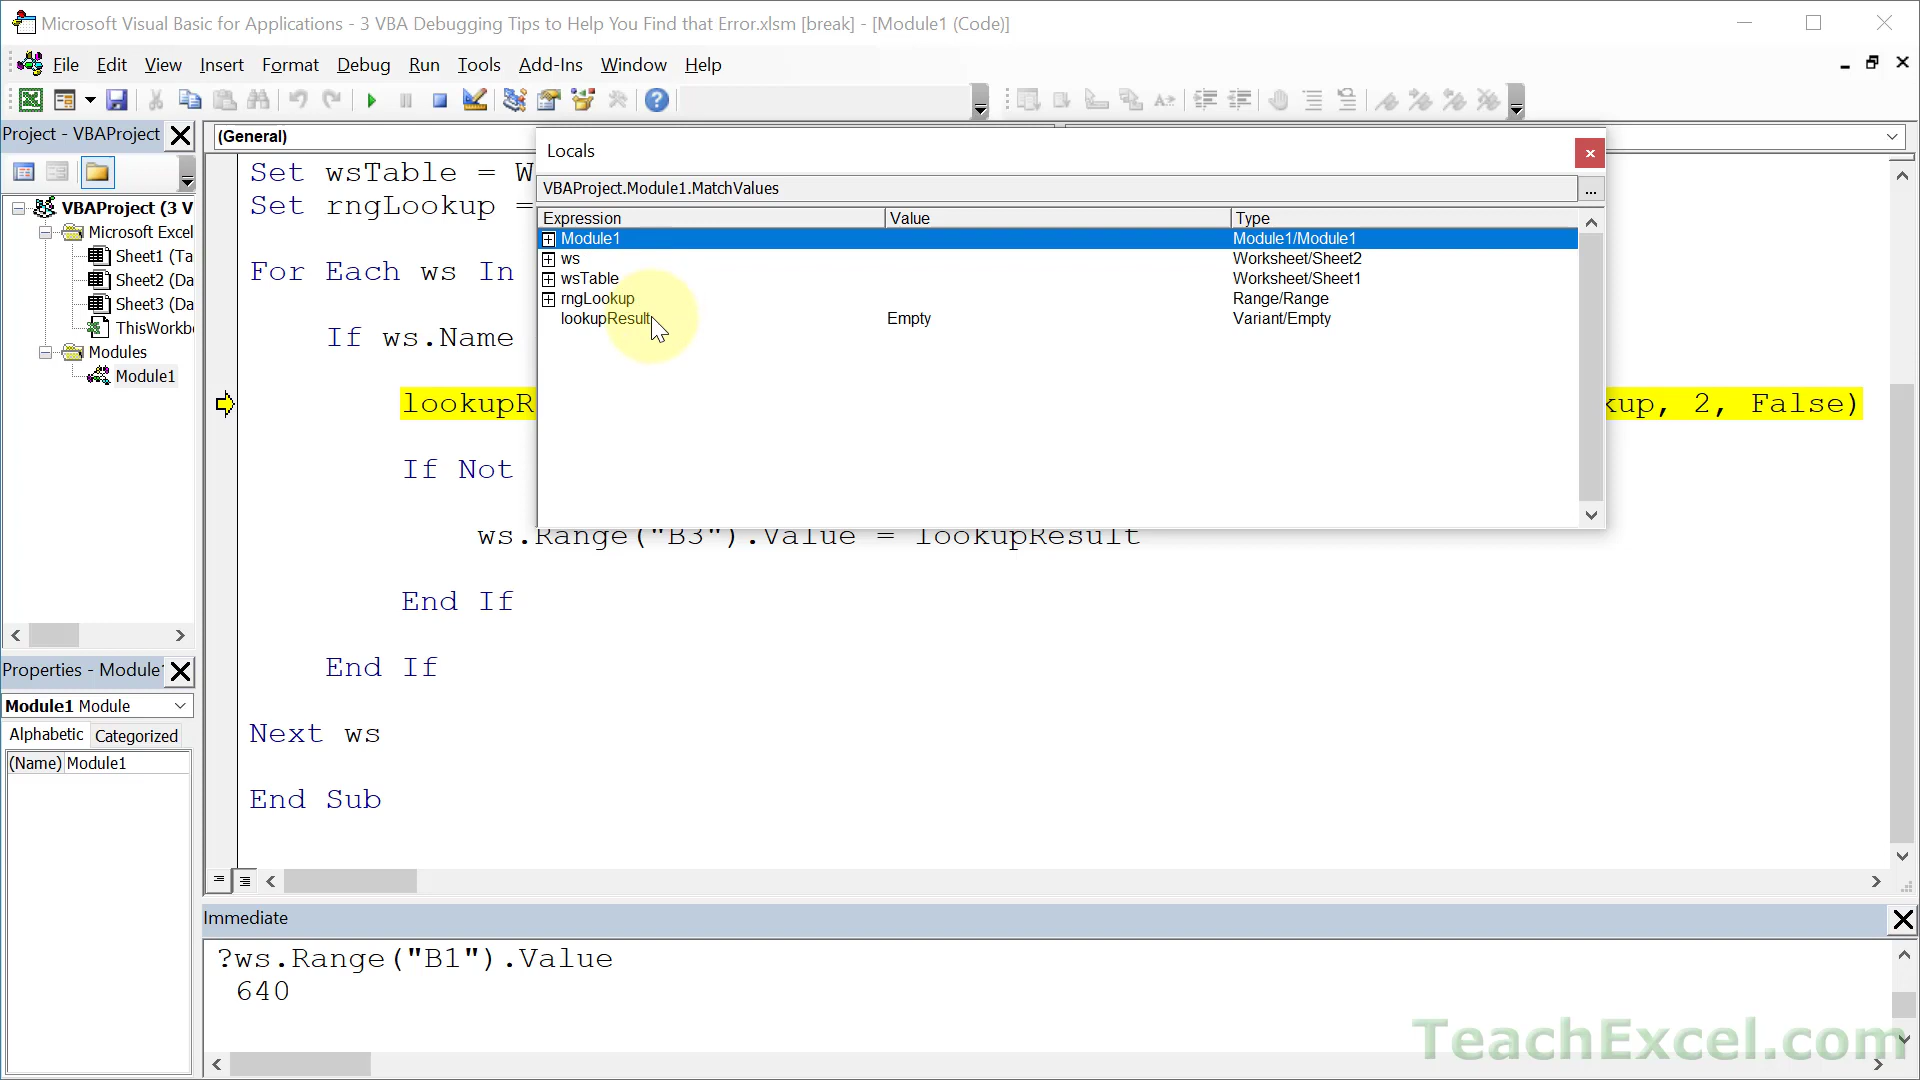 Microsoft Visual Basic for Applications - 3 VBA Debugging Tips to Help You Find that Error.xlsm [break] - [Module1 (Code)]
File Edit View Insert Format Debug Run Tools Add-Ins Window Help
Project - VBAProject
VBAProject (3 V
Microsoft Excel
Sheet1 (Ta
Sheet2 (Da
Sheet3 (Da
ThisWorkb
Modules
Module1
Properties - Module
Module1 Module
Alphabetic Categorized
(Name) Module1
(General)
Set wsTable = W
Set rngLookup =
For Each ws In
If ws.Name
lookupR
kup, 2, False)
If Not
ws.Range("B3").Value = lookupResult
End If
End If
Next ws
End Sub
Locals
VBAProject.Module1.MatchValues
...
Expression Value Type
Module1 Module1/Module1
ws Worksheet/Sheet2
wsTable Worksheet/Sheet1
rngLookup Range/Range
lookupResult Empty Variant/Empty
Immediate
?ws.Range("B1").Value
640
TeachExcel.com